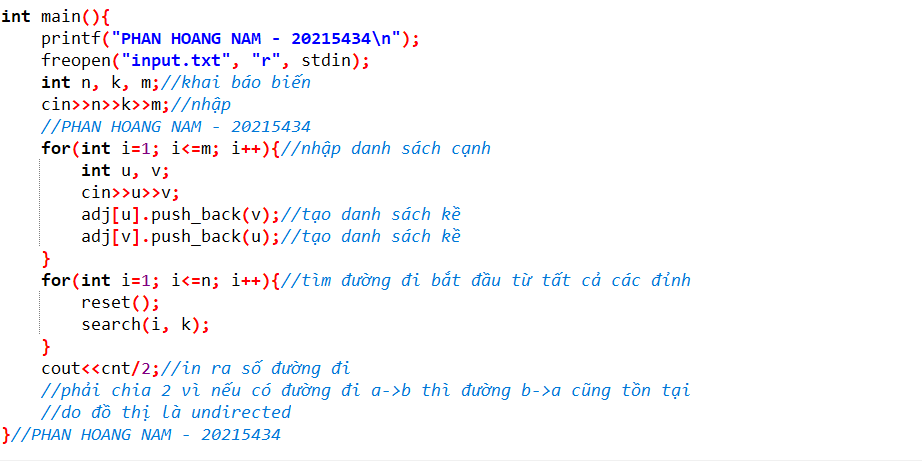 int main(){
printf("PHAN HOANG NAM - 20215434\n");
freopen("input.txt", "r", stdin);
int n, k, m;//khai báo biến
cin>>n>>k>>m;//nhập
//PHAN HOANG NAM - 20215434
for(int i=1; i<=m; i++){//nhập danh sách cạnh
int u, v;
cin>>u>>v;
adj[u].push_back(v);//tạo danh sách kề
adj[v].push_back(u);//tạo danh sách kề
}
for(int i=1; i<=n; i++){//tìm đường đi bắt đầu từ tất cả các đỉnh
reset();
search(i, k);
}
cout<<cnt/2;//in ra số đường đi
//phải chia 2 vì nếu có đường đi a->b thì đường b->a cũng tồn tại
//do đồ thị là undirected
}//PHAN HOANG NAM - 20215434